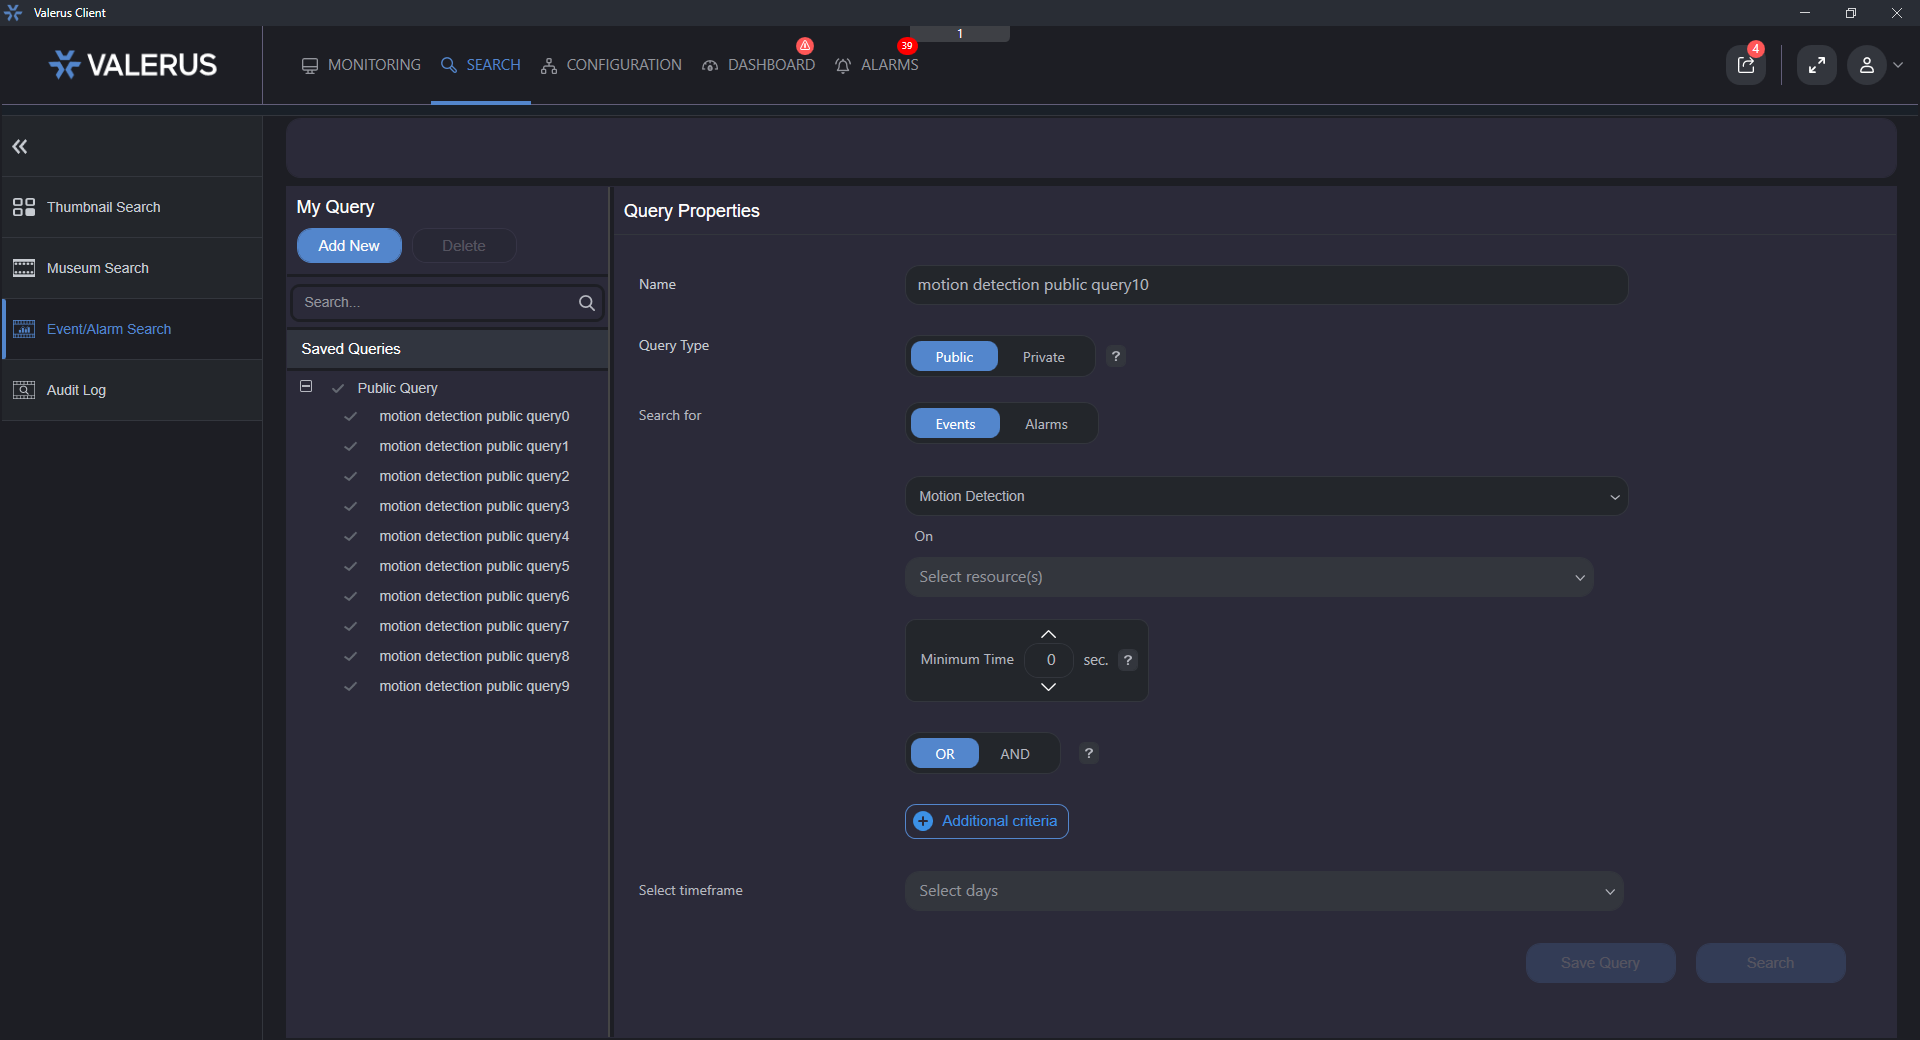 Valerus Client
1
VALERUS
MONITORING
SEARCH
CONFIGURATION
DASHBOARD
39
ALARMS
4
Thumbnail Search
Museum Search
Event/Alarm Search
Audit Log
My Query
Add New
Delete
Search...
Saved Queries
Public Query
motion detection public query0
motion detection public query1
motion detection public query2
motion detection public query3
motion detection public query4
motion detection public query5
motion detection public query6
motion detection public query7
motion detection public query8
motion detection public query9
Query Properties
Name
motion detection public query10
Query Type
Public
Private
?
Search for
Events
Alarms
Motion Detection
On
Select resource(s)
Minimum Time
0
sec.
?
OR
AND
?
Additional criteria
Select timeframe
Select days
Save Query
Search